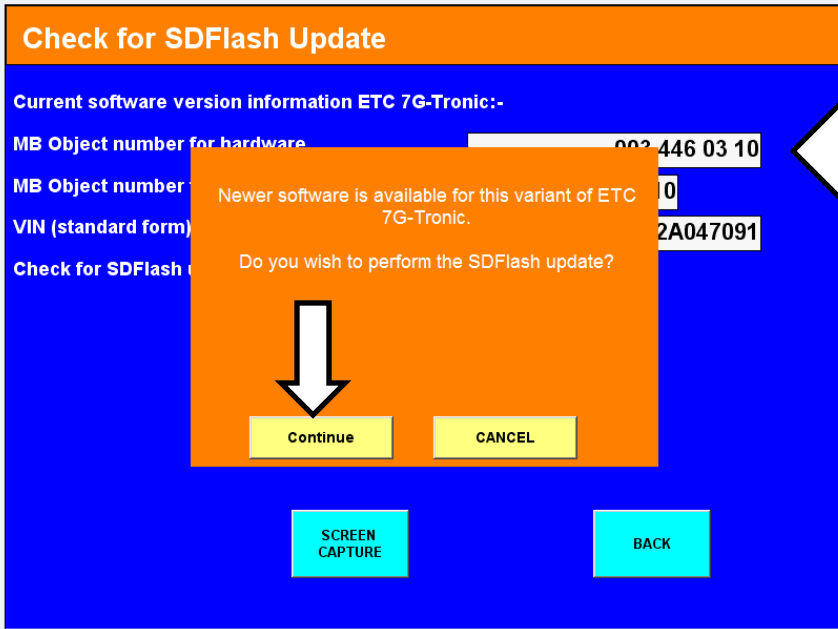 Check for SDFlash Update
Current software version information ETC 7G-Tronic:-
MB Object number for hardware
446 03 10
MB Object number
10
VIN (standard form)
2A047091
Check for SDFlash
Newer software is available for this variant of ETC
7G-Tronic.
Do you wish to perform the SDFlash update?
Continue
CANCEL
SCREEN
CAPTURE
BACK